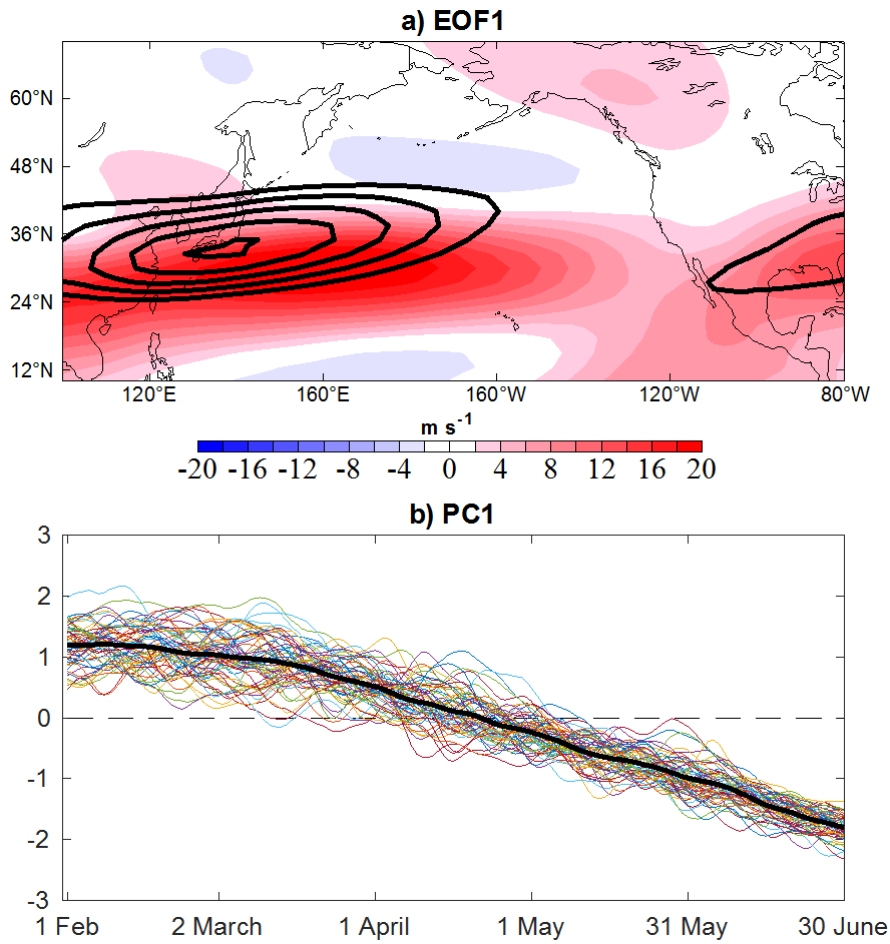 a) EOF1
60°N
48°N
36°N
24°N
12°N
120°E 160°E 160°W 120°W 80°W
m s-1
-20 -16 -12 -8 -4 0 4 8 12 16 20
b) PC1
3
2
1
0
-1
-2
-3
1 Feb 2 March 1 April 1 May 31 May 30 June